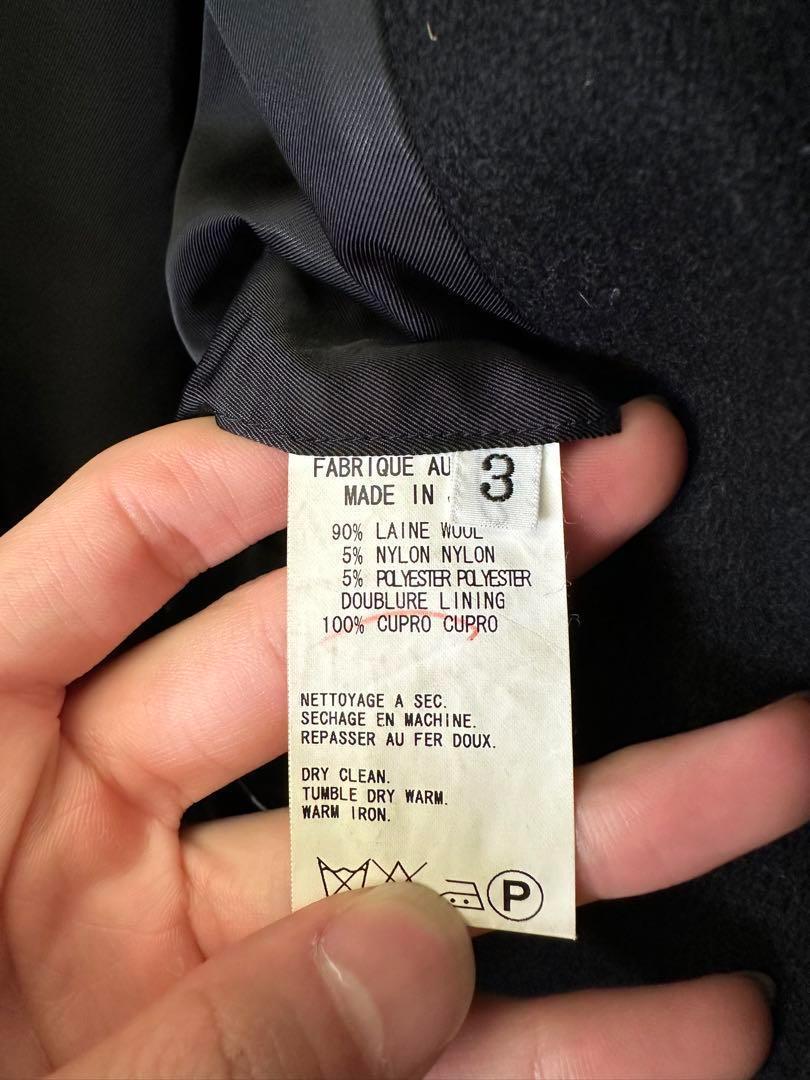 FABRIQUE AU
3
MADE IN
90% LAINE WOOL
5% NYLON NYLON
5% POLYESTER POLYESTER
DOUBLURE LINING
100% CUPRO CUPRO
NETTOYAGE A SEC.
SECHAGE EN MACHINE.
REPASSER AU FER DOUX.
DRY CLEAN.
TUMBLE DRY WARM.
WARM IRON.
P